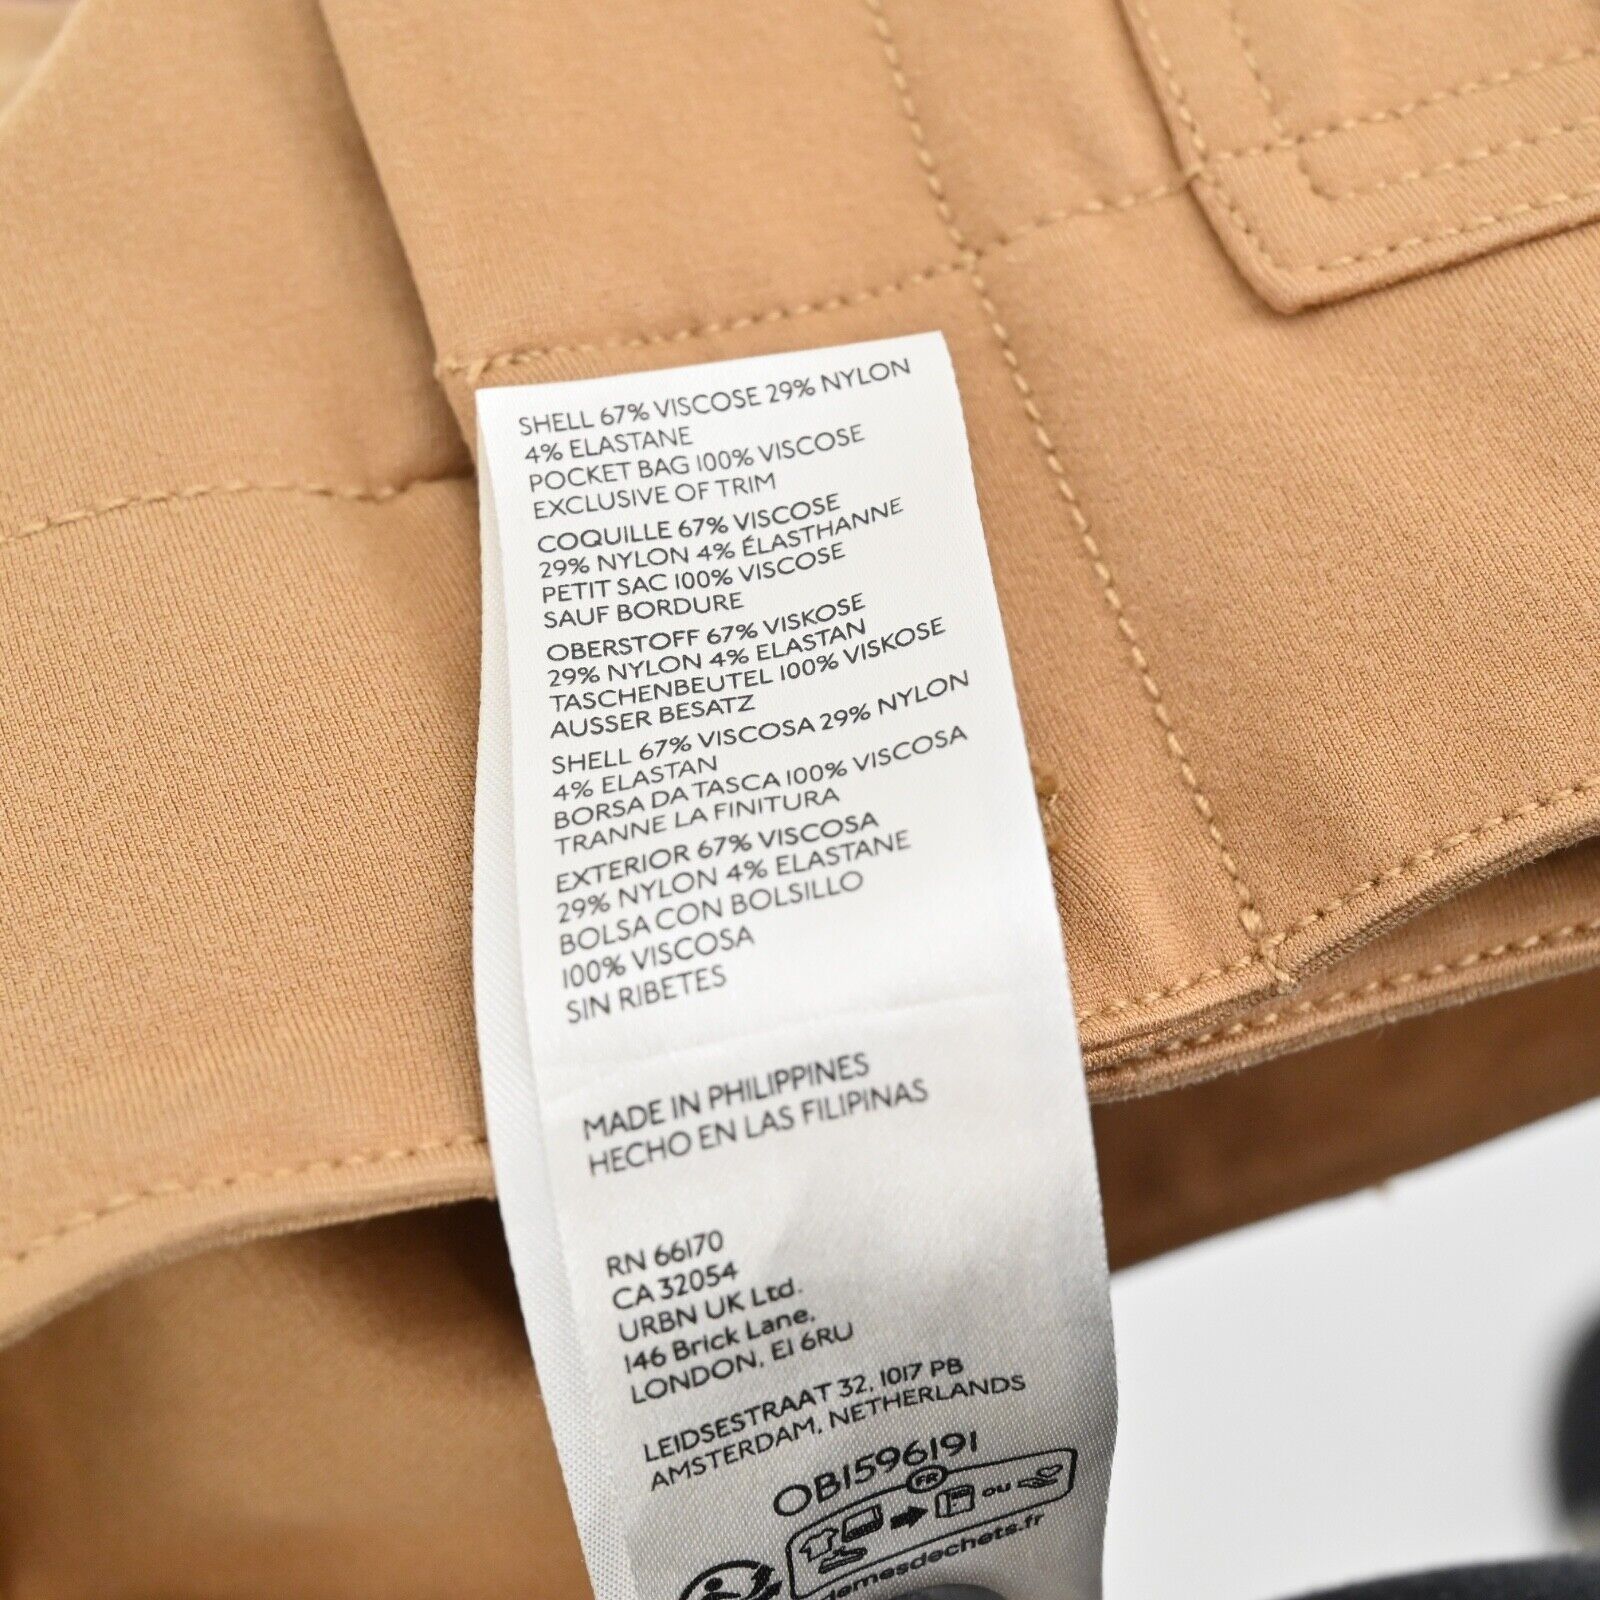 SHELL 67% VISCOSE 29% NYLON
4% ELASTANE
POCKET BAG 100% VISCOSE
EXCLUSIVE OF TRIM
COQUILLE 67% VISCOSE
29% NYLON 4% ÉLASTHANNE
PETIT SAC 100% VISCOSE
SAUF BORDURE
OBERSTOFF 67% VISKOSE
29% NYLON 4% ELASTAN
TASCHENBEUTEL 100% VISKOSE
AUSSER BESATZ
SHELL 67% VISCOSA 29% NYLON
4% ELASTAN
BORSA DA TASCA 100% VISCOSA
TRANNE LA FINITURA
EXTERIOR 67% VISCOSA
29% NYLON 4% ELASTANE
BOLSA CON BOLSILLO
100% VISCOSA
SIN RIBETES
MADE IN PHILIPPINES
HECHO EN LAS FILIPINAS
RN 66170
CA 32054
URBN UK Ltd.
146 Brick Lane,
LONDON, E1 6RU
LEIDSESTRAAT 32, 1017 PB
AMSTERDAM, NETHERLANDS
OB1596191
FR
ou